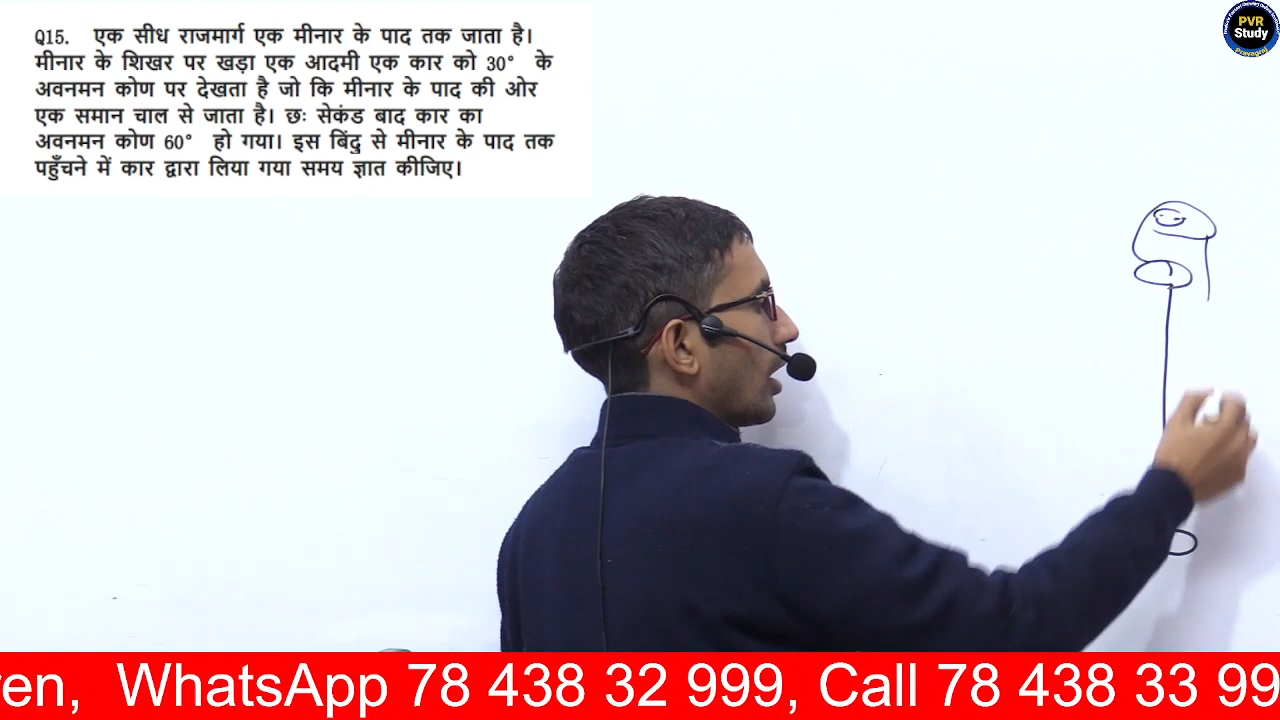 Q15. एक सीध राजमार्ग एक मीनार के पाद तक जाता है।
मीनार के शिखर पर खड़ा एक आदमी एक कार को 30° के
अवनमन कोण पर देखता है जो कि मीनार के पाद की ओर
एक समान चाल से जाता है। छः सेकंड बाद कार का
अवनमन कोण 60° हो गया। इस बिंदु से मीनार के पाद तक
पहुँचने में कार द्वारा लिया गया समय ज्ञात कीजिए।
PVR
Study
Prayagraj
ren, WhatsApp 78 438 32 999, Call 78 438 33 99